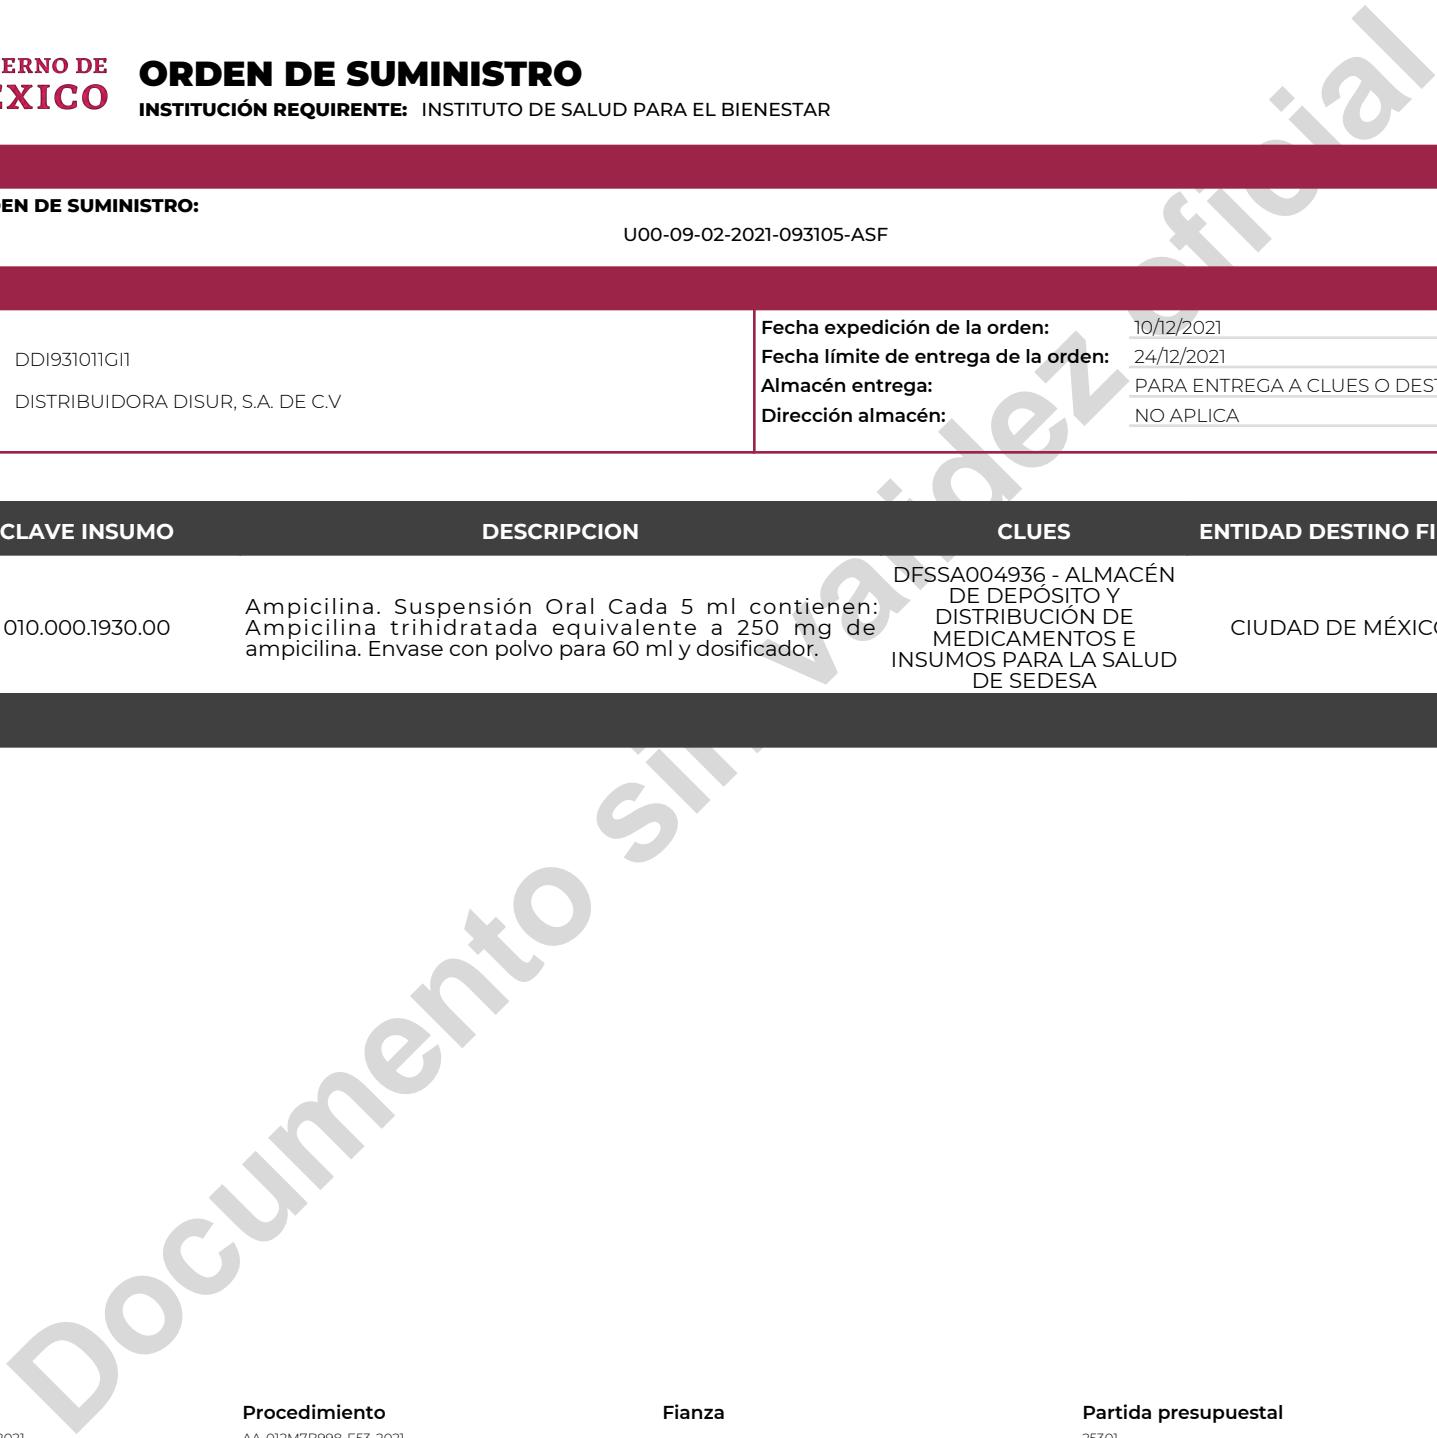 ERNO DE
ÉXICO
ORDEN DE SUMINISTRO
INSTITUCIÓN REQUIRENTE: INSTITUTO DE SALUD PARA EL BIENESTAR
EN DE SUMINISTRO:
U00-09-02-2021-093105-ASF
DDI931011GI1
DISTRIBUIDORA DISUR, S.A. DE C.V
Fecha expedición de la orden: 10/12/2021
Fecha límite de entrega de la orden: 24/12/2021
Almacén entrega: PARA ENTREGA A CLUES O DEST
Dirección almacén: NO APLICA
CLAVE INSUMO DESCRIPCION CLUES ENTIDAD DESTINO FI
010.000.1930.00
Ampicilina. Suspensión Oral Cada 5 ml contienen:
Ampicilina trihidratada equivalente a 250 mg de
ampicilina. Envase con polvo para 60 ml y dosificador.
DFSSA004936 - ALMACÉN
DE DEPÓSITO Y
DISTRIBUCIÓN DE
MEDICAMENTOS E
INSUMOS PARA LA SALUD
DE SEDESA
CIUDAD DE MÉXICO
Documento sin validez oficial
Procedimiento Fianza Partida presupuestal